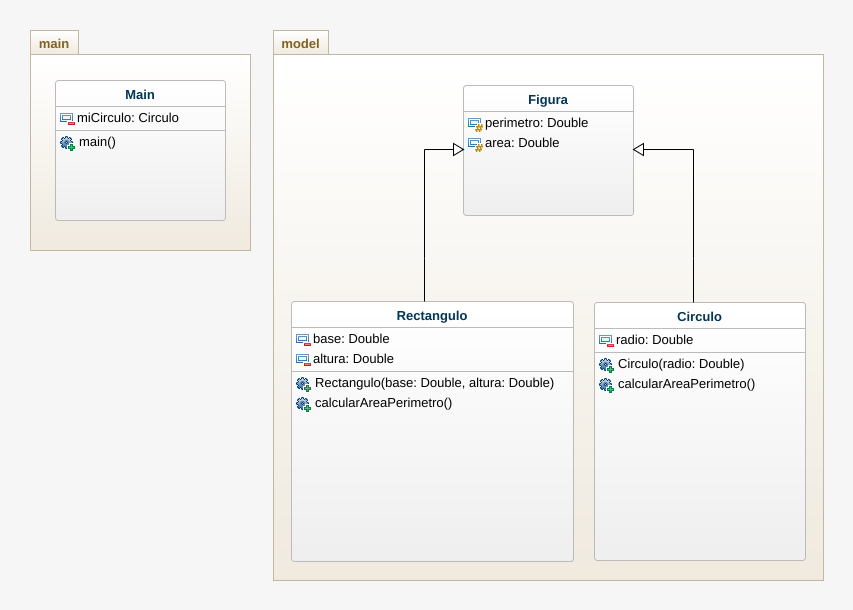 main
Main
miCirculo: Circulo
main()
model
Figura
perimetro: Double
area: Double
Rectangulo
base: Double
altura: Double
Rectangulo(base: Double, altura: Double)
calcularAreaPerimetro()
Circulo
radio: Double
Circulo(radio: Double)
calcularAreaPerimetro()